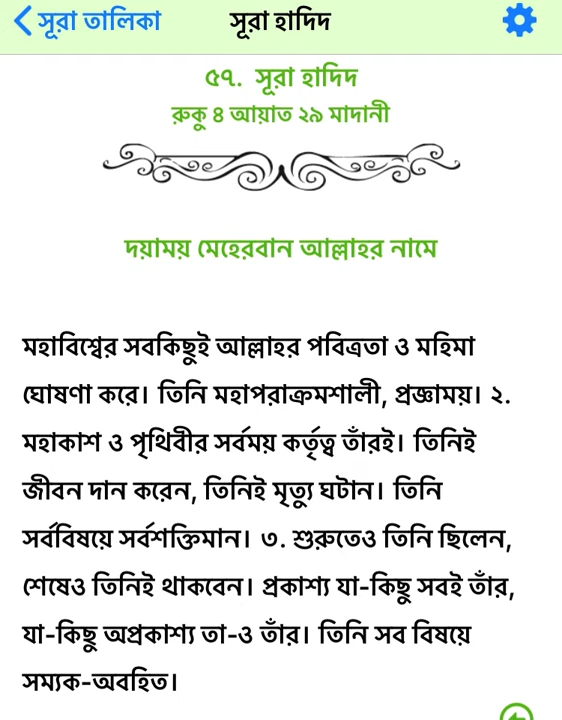 সূরা তালিকা সূরা হাদিদ
৫৭. সূরা হাদিদ
রুকু ৪ আয়াত ২৯ মাদানী
দয়াময় মেহেরবান আল্লাহর নামে
মহাবিশ্বের সবকিছুই আল্লাহর পবিত্রতা ও মহিমা
ঘোষণা করে। তিনি মহাপরাক্রমশালী, প্রজ্ঞাময়। ২.
মহাকাশ ও পৃথিবীর সর্বময় কর্তৃত্ব তাঁরই। তিনিই
জীবন দান করেন, তিনিই মৃত্যু ঘটান। তিনি
সর্ববিষয়ে সর্বশক্তিমান। ৩. শুরুতেও তিনি ছিলেন,
শেষেও তিনিই থাকবেন। প্রকাশ্য যা-কিছু সবই তাঁর,
যা-কিছু অপ্রকাশ্য তা-ও তাঁর। তিনি সব বিষয়ে
সম্যক-অবহিত।